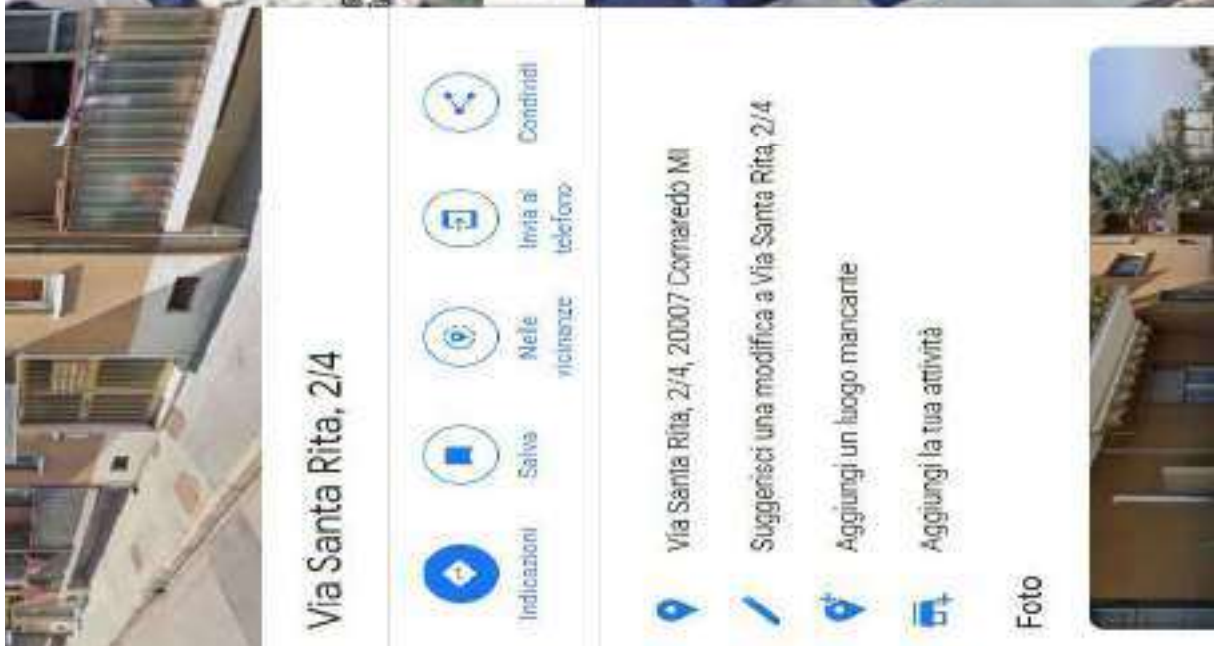 Via Santa Rita, 2/4
Indicazioni
Salva
Nelle
vicinanze
Invia al
telefono
Condividi
Via Santa Rita, 2/4, 20007 Cornaredo MI
Suggerisci una modifica a Via Santa Rita, 2/4
Aggiungi un luogo mancante
Aggiungi la tua attività
Foto